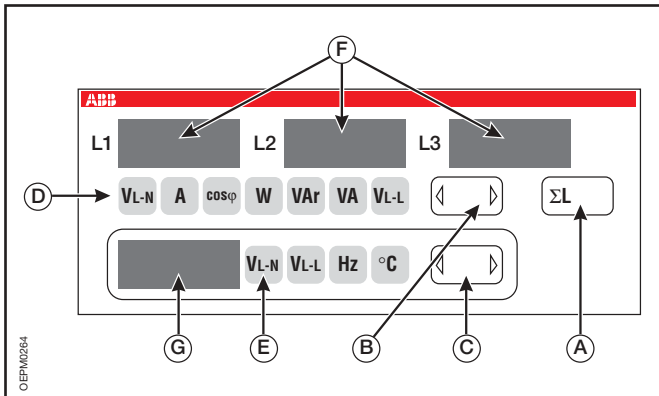 F
ABB
L1 L2 L3
D VL-N A cosφ W VAr VA VL-L ΣL
VL-N VL-L Hz °C
G E B C A
OEPM0264